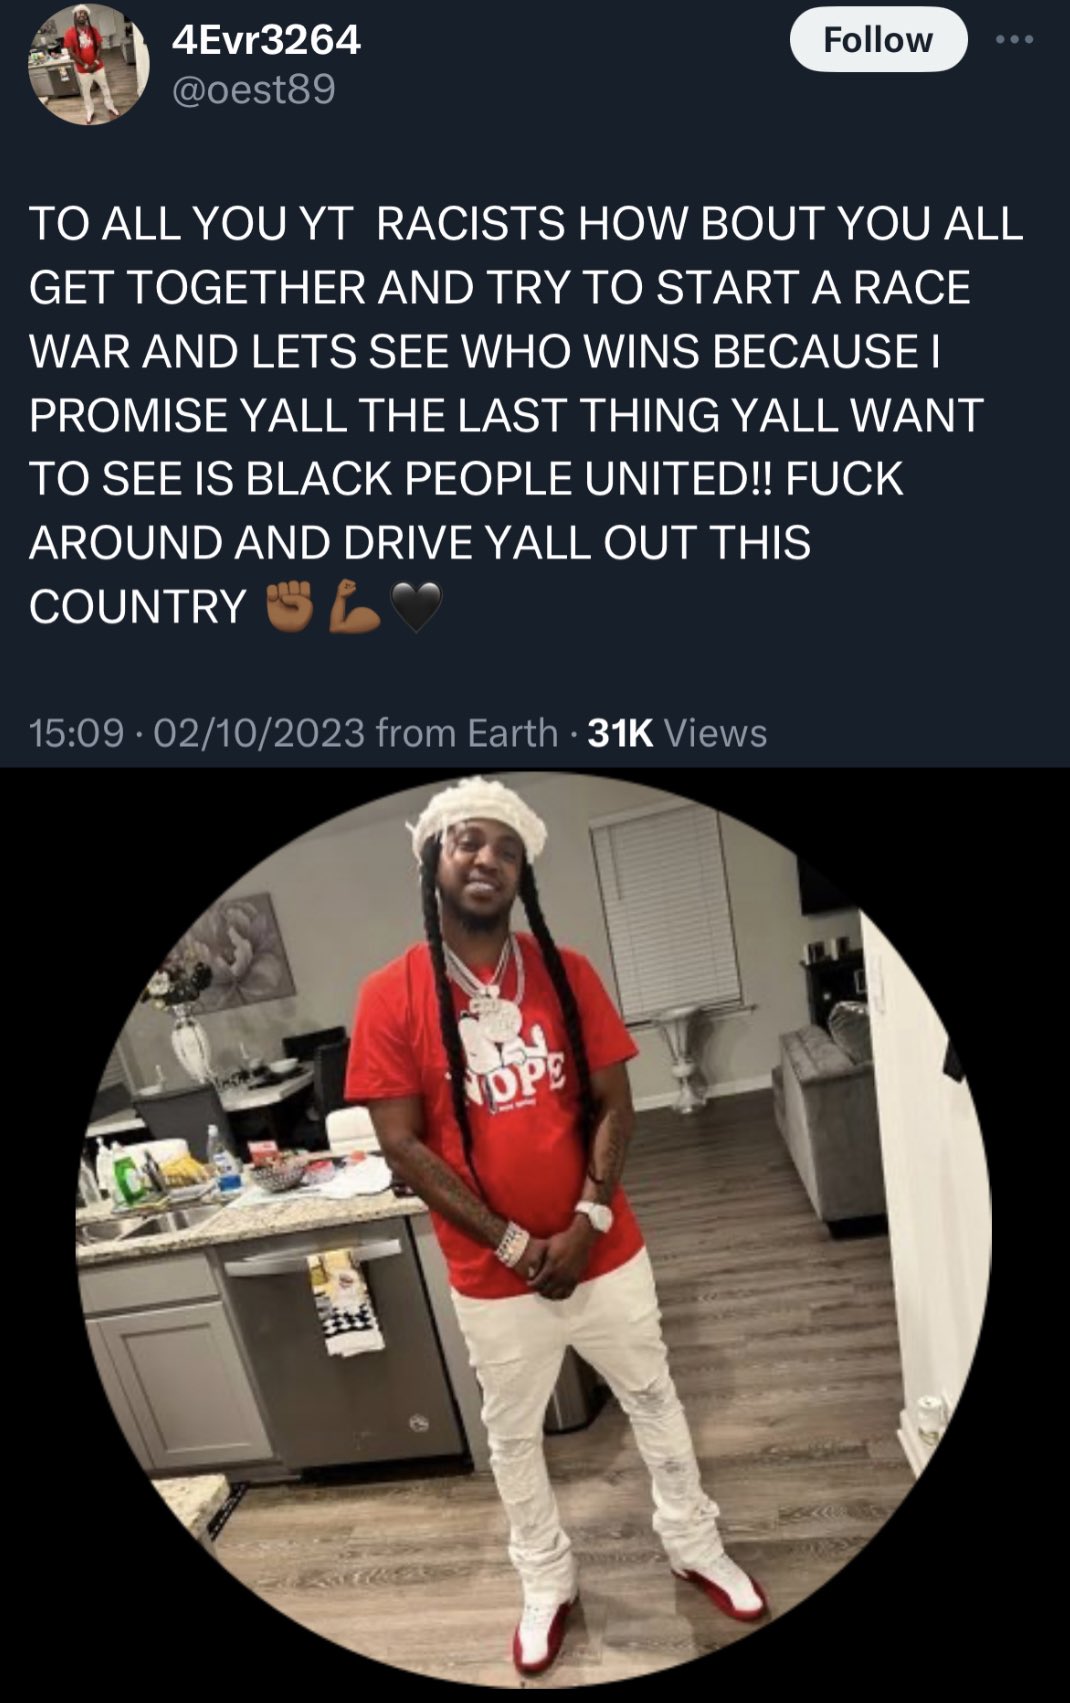 4Evr3264
Follow
@oest89
TO ALL YOU YT RACISTS HOW BOUT YOU ALL
GET TOGETHER AND TRY TO START A RACE
WAR AND LETS SEE WHO WINS BECAUSE I
PROMISE YALL THE LAST THING YALL WANT
TO SEE IS BLACK PEOPLE UNITED!! FUCK
AROUND AND DRIVE YALL OUT THIS
COUNTRY ✊🏾💪🏾🖤
15:09 · 02/10/2023 from Earth · 31K Views
NOPE